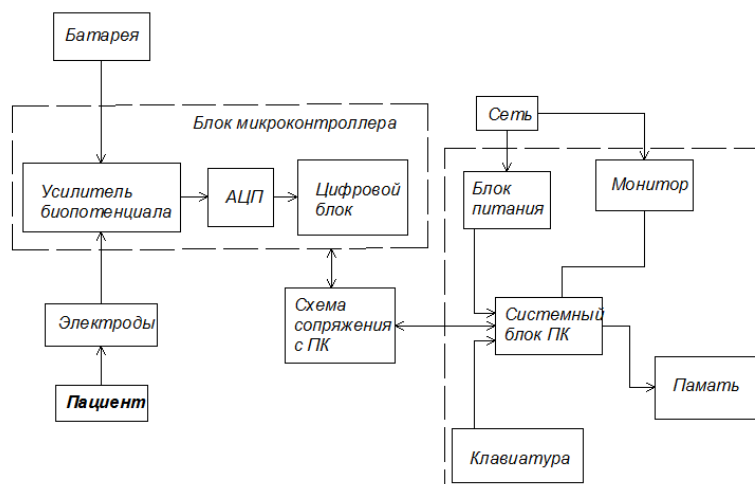 Батарея
Блок микроконтроллера
Сеть
Усилитель
биопотенциала
АЦП
Цифровой
блок
Блок
питания
Монитор
Электроды
Схема
сопряжения
с ПК
Системный
блок ПК
Память
Пациент
Клавиатура